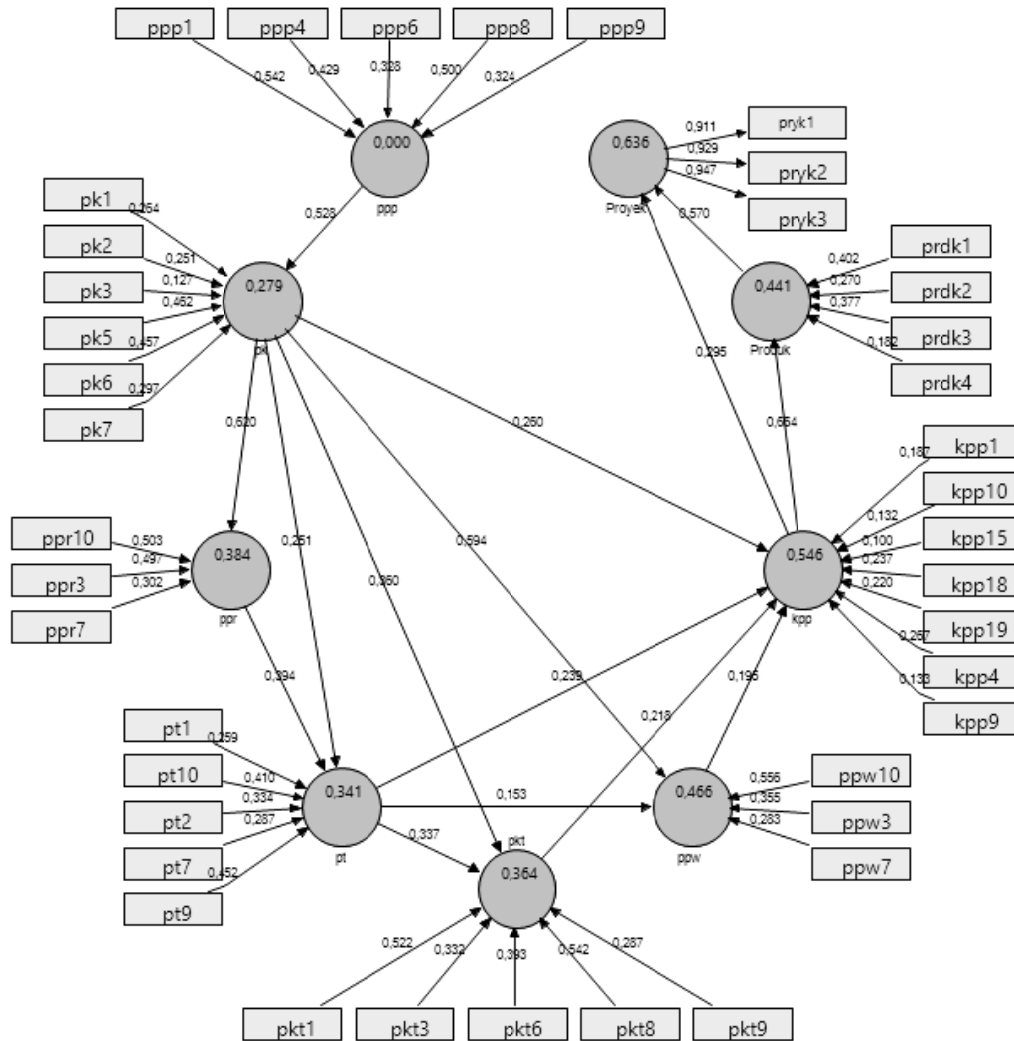 ppp1 ppp4 ppp6 ppp8 ppp9
0,542 0,429 0,328 0,500 0,324
0,000
ppp
0,636
Proyek
0,911
0,929
0,947
pryk1
pryk2
pryk3
0,528
0,570
pk1
pk2
pk3
pk5
pk6
pk7
0,264
0,251
0,127
0,462
0,457
0,297
0,279
pk
0,441
Produk
0,402
0,270
0,377
0,182
prdk1
prdk2
prdk3
prdk4
0,295
0,664
0,260
0,620
0,251
0,360
0,594
kpp1
kpp10
kpp15
kpp18
kpp19
kpp4
kpp9
0,187
0,132
0,100
0,237
0,220
0,267
0,133
0,546
kpp
ppr10
ppr3
ppr7
0,503
0,497
0,302
0,384
ppr
0,394
0,239
0,218
0,195
pt1
pt10
pt2
pt7
pt9
0,259
0,410
0,334
0,287
0,452
0,341
pt
0,153
0,337
0,466
ppw
0,556
0,355
0,283
ppw10
ppw3
ppw7
pkt
0,364
0,522 0,332 0,393 0,542 0,287
pkt1 pkt3 pkt6 pkt8 pkt9